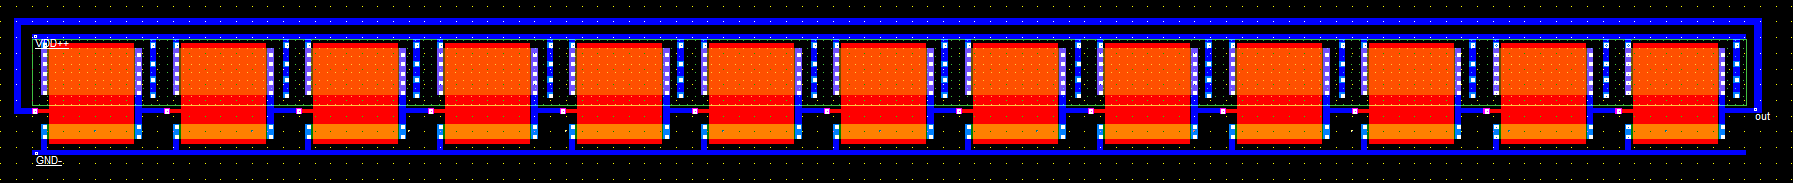 VDD++
out
GND-